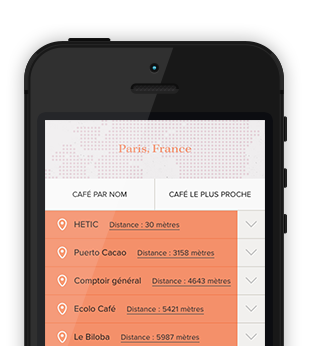 Paris. France
CAFÉ PAR NOM
CAFÉ LE PLUS PROCHE
HETIC Distance : 30 mètres
Puerto Cacao Distance : 3158 mètres
Comptoir général Distance : 4643 mètres
Ecolo Café Distance : 5421 mètres
Le Biloba Distance : 5987 mètres